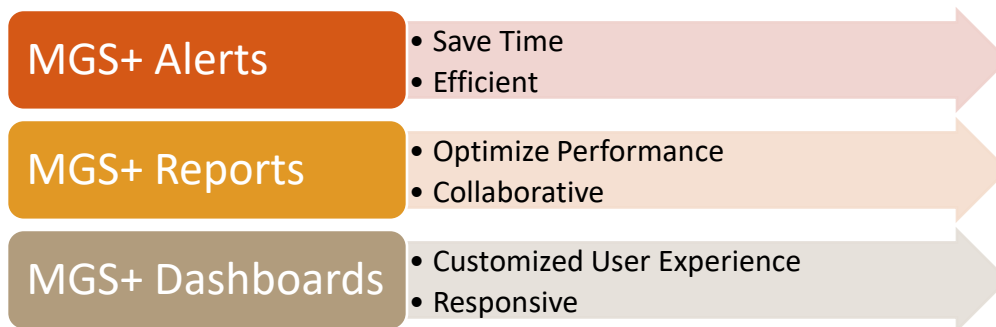 MGS+ Alerts
• Save Time
• Efficient
MGS+ Reports
• Optimize Performance
• Collaborative
MGS+ Dashboards
• Customized User Experience
• Responsive